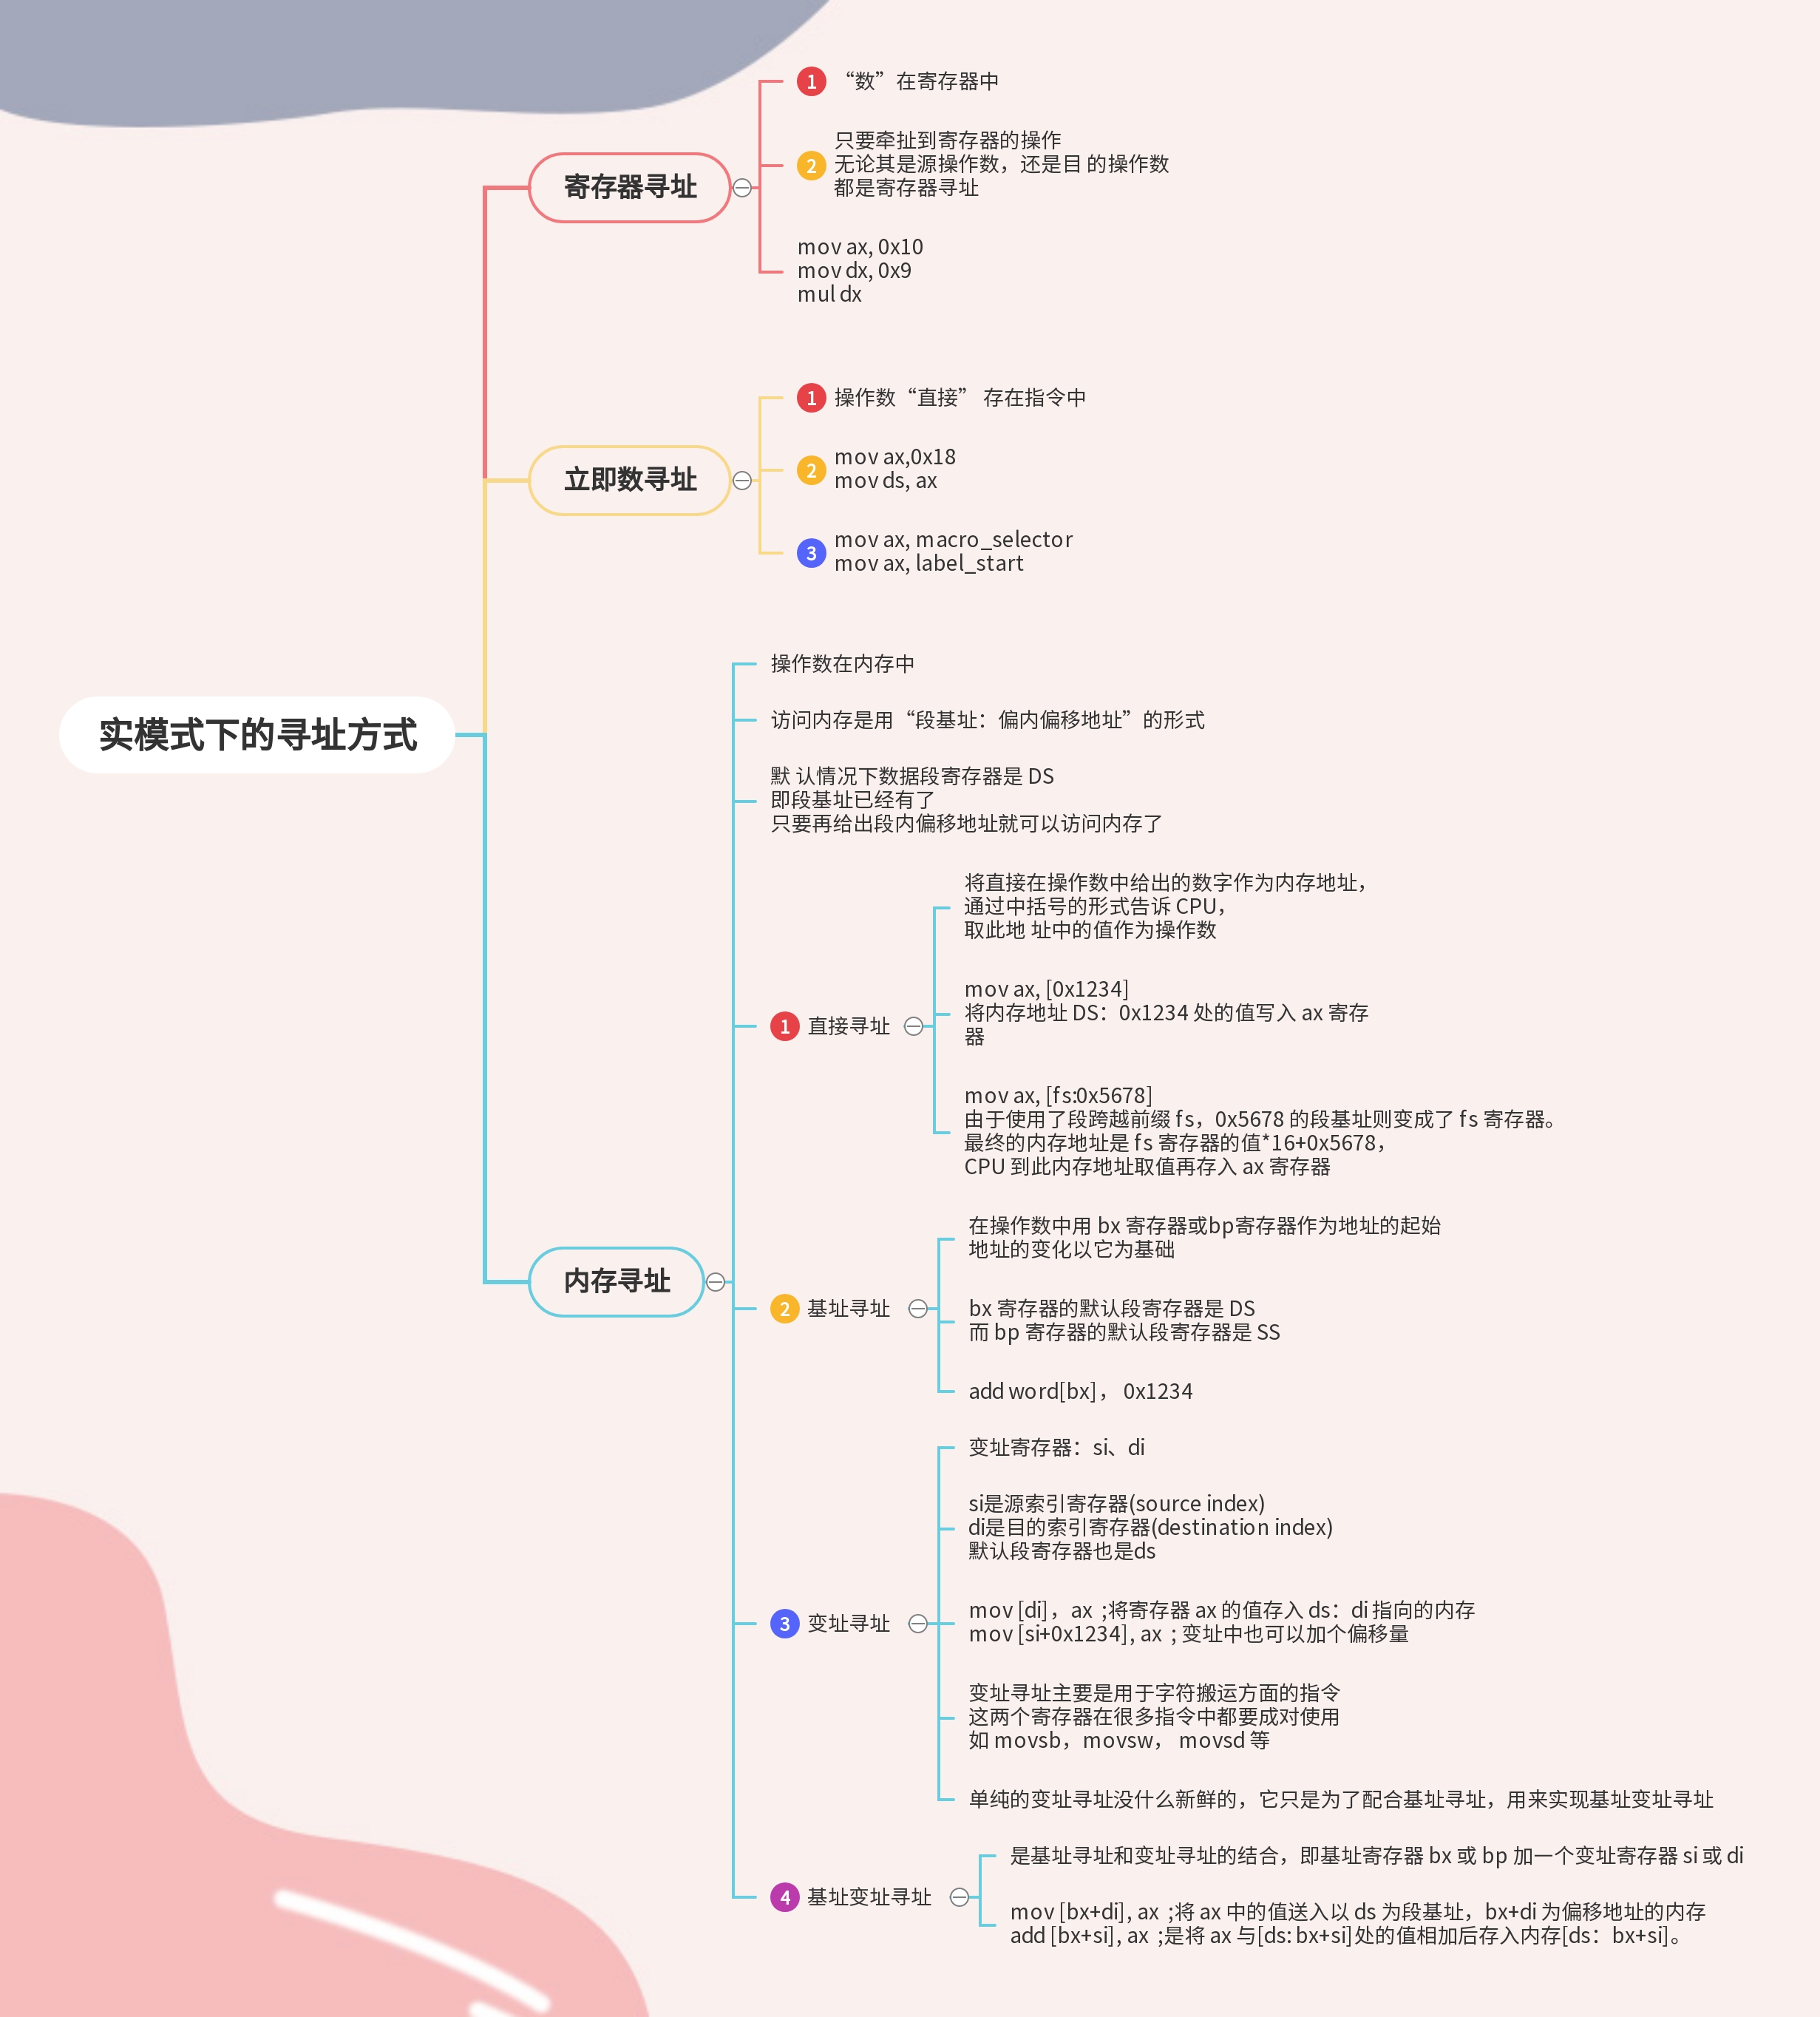 实模式下的寻址方式
寄存器寻址
1
“数”在寄存器中
2
只要牵扯到寄存器的操作
无论其是源操作数，还是目 的操作数
都是寄存器寻址
mov ax, 0x10
mov dx, 0x9
mul dx
立即数寻址
1
操作数“直接” 存在指令中
2
mov ax,0x18
mov ds, ax
3
mov ax, macro_selector
mov ax, label_start
内存寻址
操作数在内存中
访问内存是用“段基址：偏内偏移地址”的形式
默 认情况下数据段寄存器是 DS
即段基址已经有了
只要再给出段内偏移地址就可以访问内存了
1 直接寻址
将直接在操作数中给出的数字作为内存地址，
通过中括号的形式告诉 CPU，
取此地 址中的值作为操作数
mov ax, [0x1234]
将内存地址 DS：0x1234 处的值写入 ax 寄存
器
mov ax, [fs:0x5678]
由于使用了段跨越前缀 fs，0x5678 的段基址则变成了 fs 寄存器。
最终的内存地址是 fs 寄存器的值*16+0x5678，
CPU 到此内存地址取值再存入 ax 寄存器
2 基址寻址
在操作数中用 bx 寄存器或bp寄存器作为地址的起始
地址的变化以它为基础
bx 寄存器的默认段寄存器是 DS
而 bp 寄存器的默认段寄存器是 SS
add word[bx]， 0x1234
3 变址寻址
变址寄存器：si、di
si是源索引寄存器(source index)
di是目的索引寄存器(destination index)
默认段寄存器也是ds
mov [di]，ax ;将寄存器 ax 的值存入 ds：di 指向的内存
mov [si+0x1234], ax ; 变址中也可以加个偏移量
变址寻址主要是用于字符搬运方面的指令
这两个寄存器在很多指令中都要成对使用
如 movsb，movsw， movsd 等
单纯的变址寻址没什么新鲜的，它只是为了配合基址寻址，用来实现基址变址寻址
4 基址变址寻址
是基址寻址和变址寻址的结合，即基址寄存器 bx 或 bp 加一个变址寄存器 si 或 di
mov [bx+di], ax ;将 ax 中的值送入以 ds 为段基址，bx+di 为偏移地址的内存
add [bx+si], ax ;是将 ax 与[ds: bx+si]处的值相加后存入内存[ds：bx+si]。